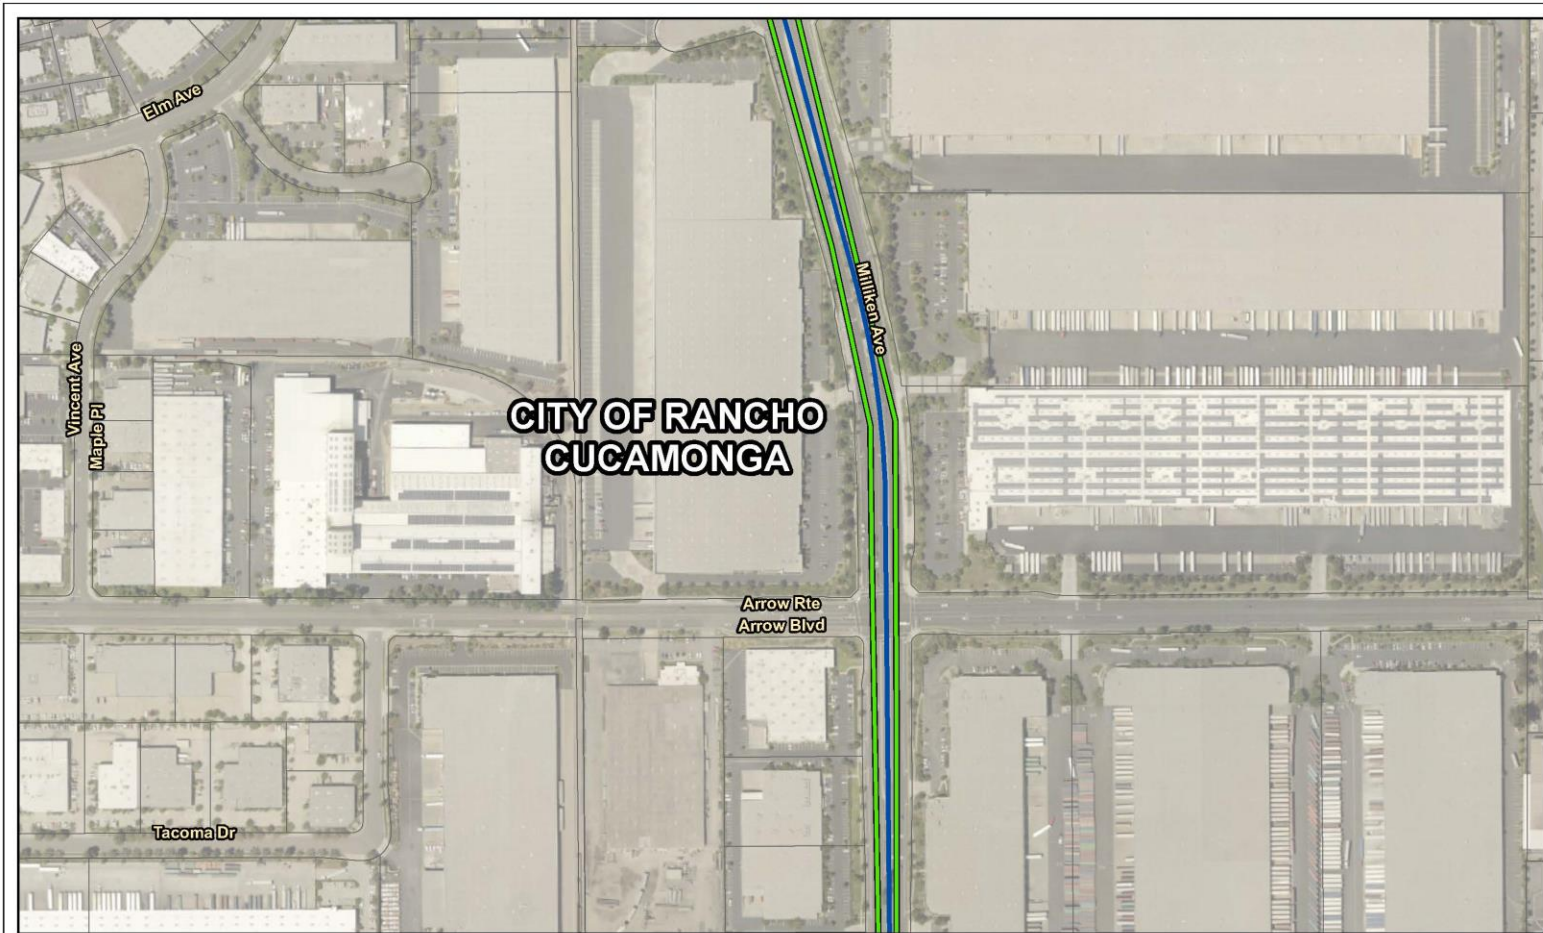 Elm Ave
Milliken Ave
Vincent Ave
Maple Pl
CITY OF RANCHO
CUCAMONGA
Arrow Rte
Arrow Blvd
Tacoma Dr